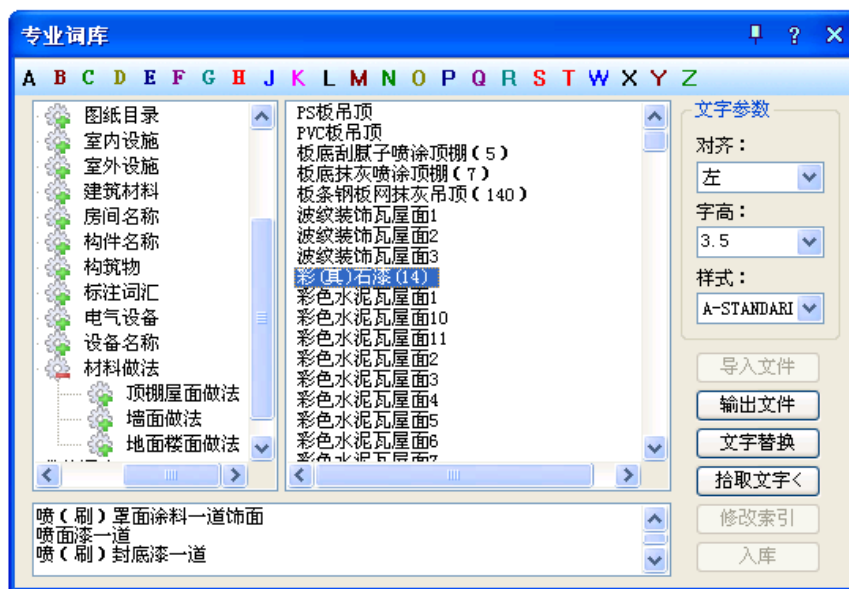 专业词库
A B C D E F G H J K L M N O P Q R S T W X Y Z
图纸目录
室内设施
室外设施
建筑材料
房间名称
构件名称
构筑物
标注词汇
电气设备
设备名称
材料做法
顶棚屋面做法
墙面做法
地面楼面做法
PS板吊顶
PVC板吊顶
板底刮腻子喷涂顶棚(5)
板底抹灰喷涂顶棚(7)
板条钢板网抹灰吊顶(140)
波纹装饰瓦屋面1
波纹装饰瓦屋面2
波纹装饰瓦屋面3
彩(真)石漆(14)
彩色水泥瓦屋面1
彩色水泥瓦屋面10
彩色水泥瓦屋面11
彩色水泥瓦屋面2
彩色水泥瓦屋面3
彩色水泥瓦屋面4
彩色水泥瓦屋面5
彩色水泥瓦屋面6
彩色水泥瓦屋面7
文字参数
对齐：
左
字高：
3.5
样式：
A-STANDARI
导入文件
输出文件
文字替换
拾取文字<
修改索引
入库
喷(刷)罩面涂料一道饰面
喷面漆一道
喷(刷)封底漆一道